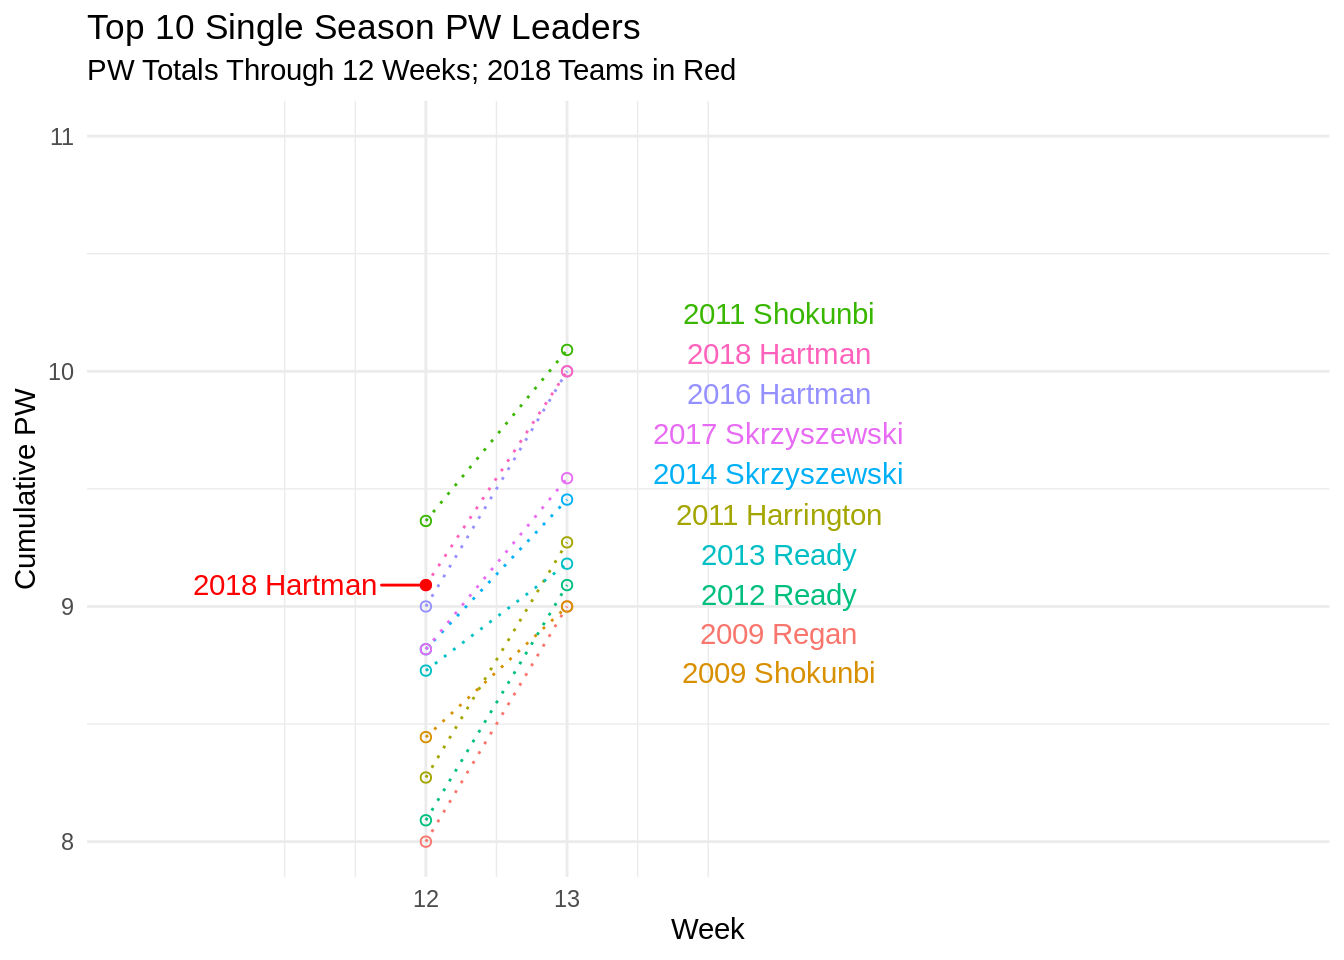 Top 10 Single Season PW Leaders
PW Totals Through 12 Weeks; 2018 Teams in Red
Cumulative PW
11
10
9
8
2011 Shokunbi
2018 Hartman
2016 Hartman
2017 Skrzyszewski
2014 Skrzyszewski
2011 Harrington
2013 Ready
2018 Hartman
2012 Ready
2009 Regan
2009 Shokunbi
12
13
Week